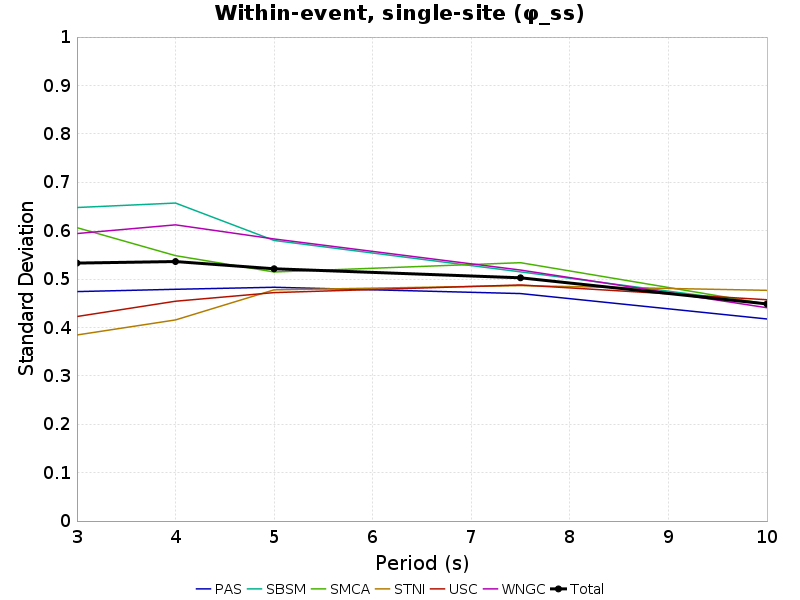 Within-event, single-site (φ_ss)
1
0.9
0.8
0.7
0.6
0.5
0.4
0.3
0.2
0.1
0
Standard Deviation
3 4 5 6 7 8 9 10
Period (s)
PAS SBSM SMCA STNI USC WNGC Total